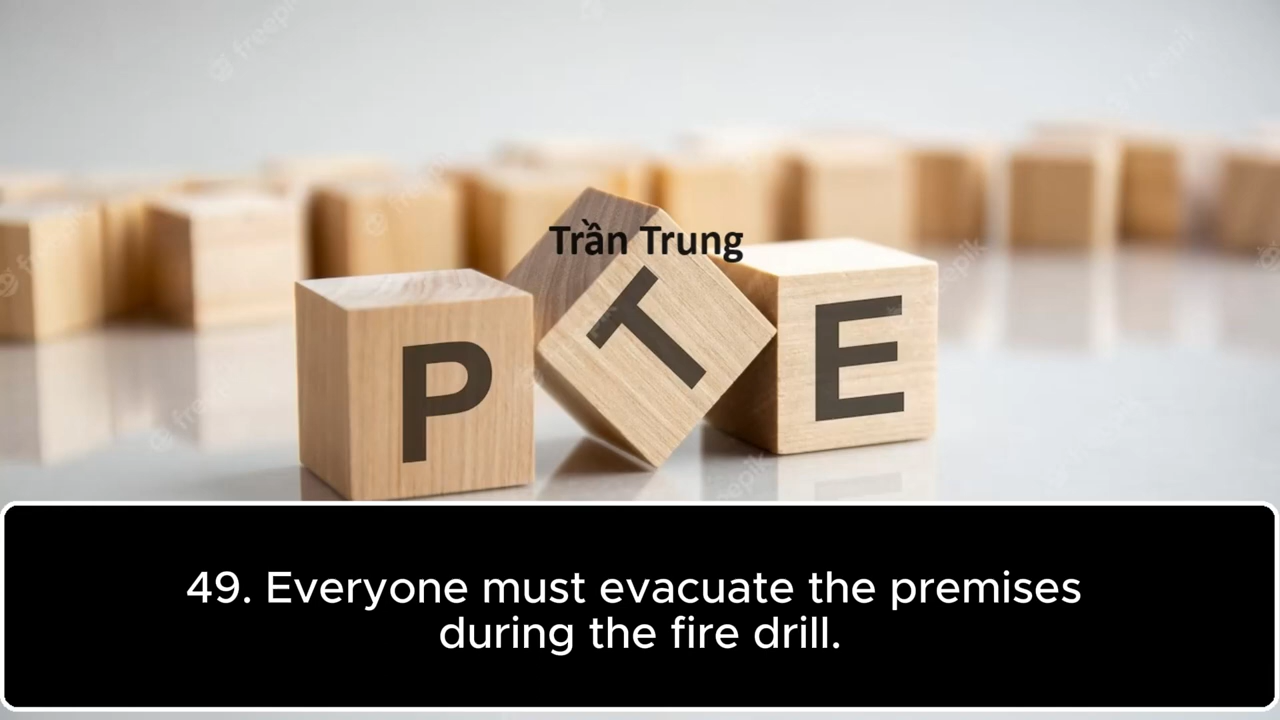 Trần Trung
P T E
49. Everyone must evacuate the premises
during the fire drill.